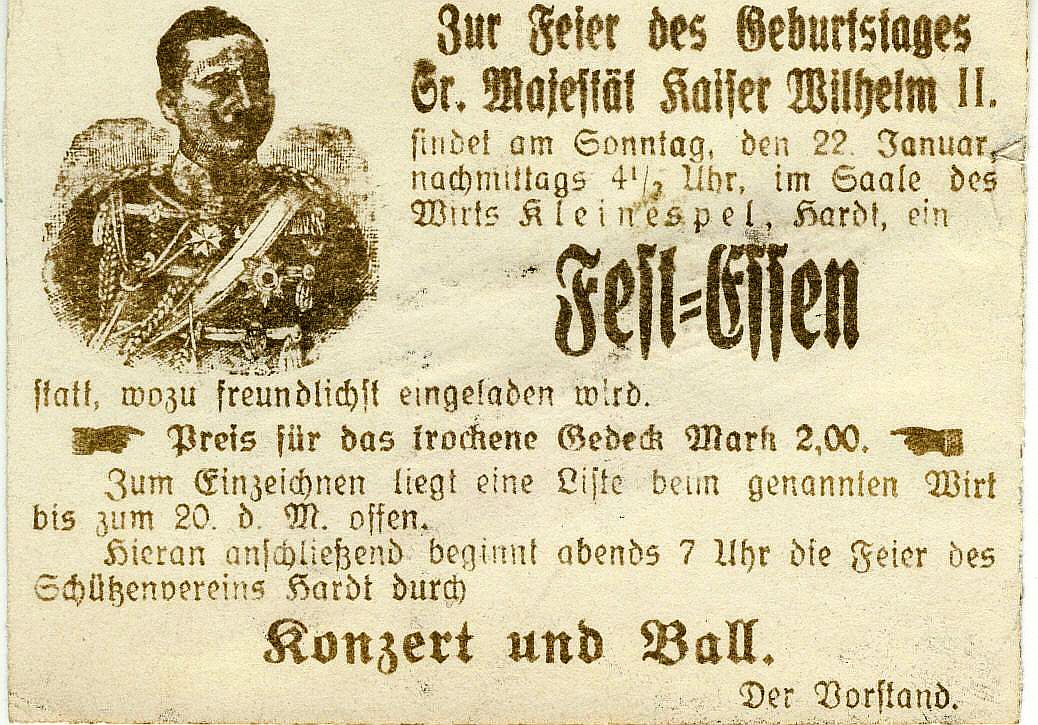 Zur Feier des Geburtstages
Sr. Majestät Kaiser Wilhelm II.
findet am Sonntag, den 22. Januar,
nachmittags 4½ Uhr, im Saale des
Wirts Kleinespel, Hardt, ein
Fest=Essen
statt, wozu freundlichst eingeladen wird.
Preis für das trockene Gedeck Mark 2,00.
Zum Einzeichnen liegt eine Liste beim genannten Wirt
bis zum 20. d. M. offen.
Hieran anschließend beginnt abends 7 Uhr die Feier des
Schützenvereins Hardt durch
Konzert und Ball.
Der Vorstand.